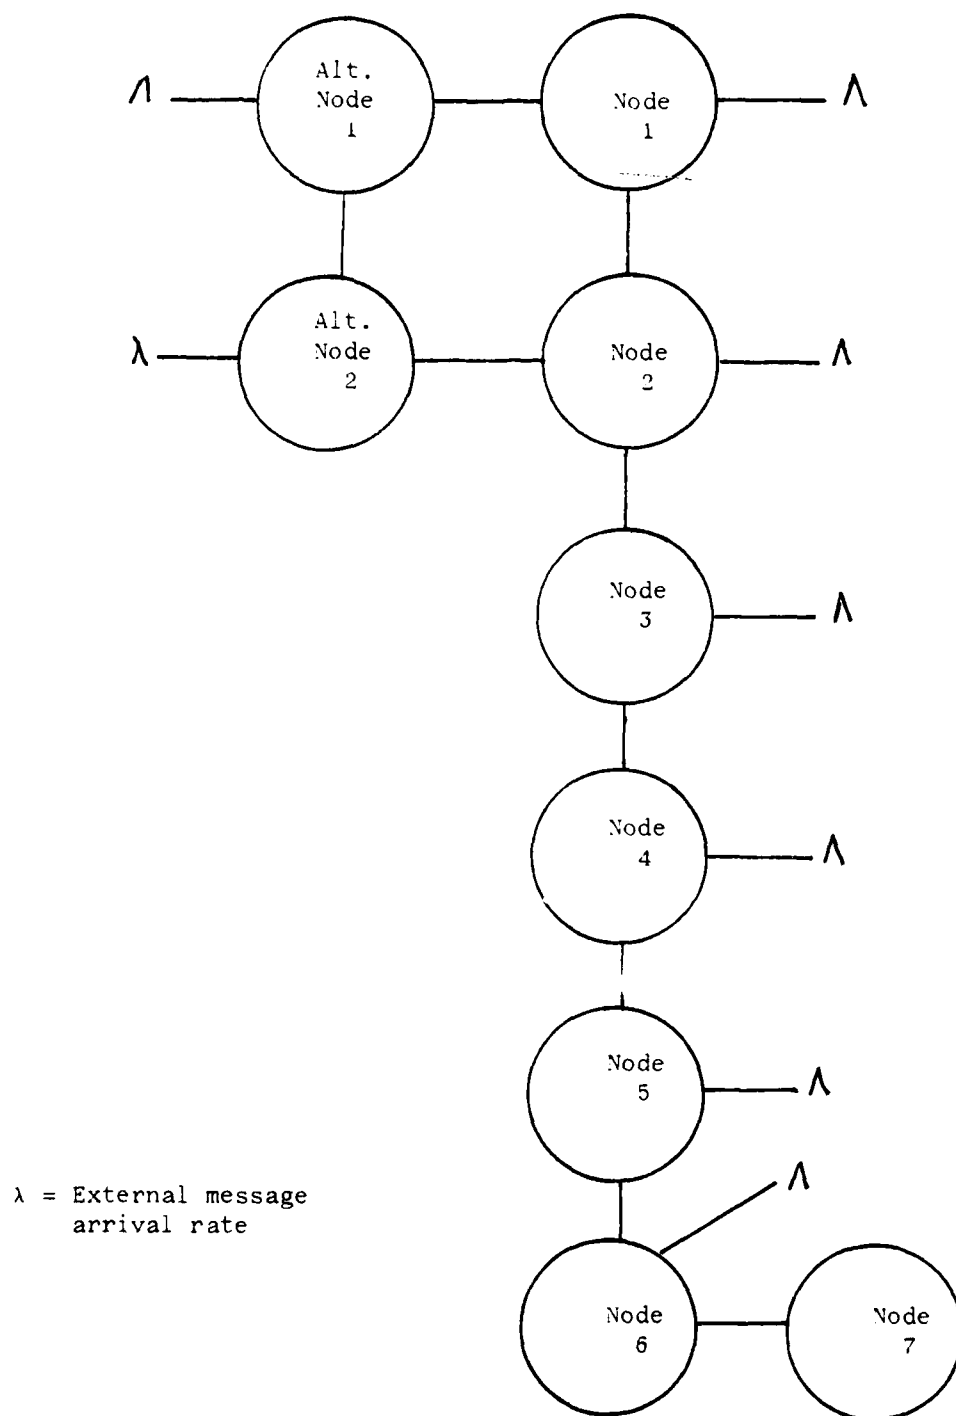 Alt.
Node
1
Node
1
λ
Λ
Alt.
Node
2
Node
2
λ
Λ
Node
3
Λ
Node
4
Λ
Node
5
Λ
Λ
λ = External message
arrival rate
Node
6
Node
7